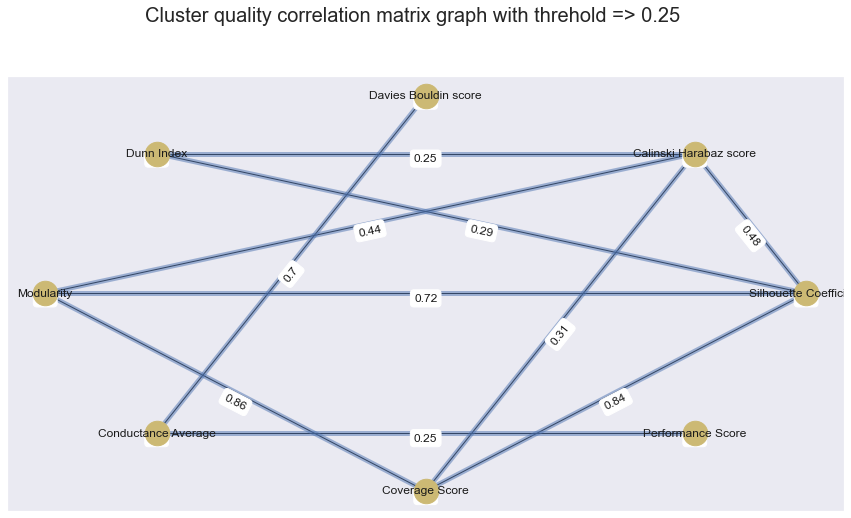 Cluster quality correlation matrix graph with threhold => 0.25
Davies Bouldin score
Dunn Index
Calinski Harabaz score
0.25
0.44
0.29
0.48
0.7
Modularity
0.72
Silhouette Coeffici
0.31
0.86
0.84
Conductance Average
0.25
Performance Score
Coverage Score